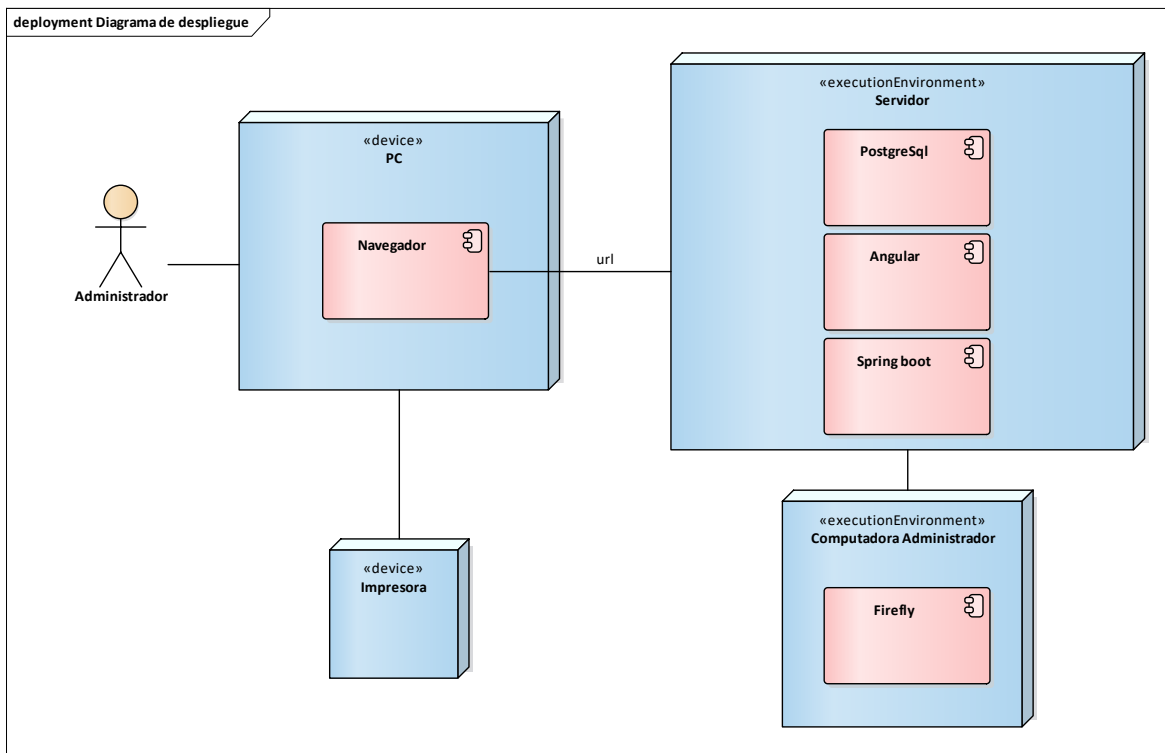 deployment Diagrama de despliegue
«device»
PC
Navegador
Administrador
url
«executionEnvironment»
Servidor
PostgreSql
Angular
Spring boot
«device»
Impresora
«executionEnvironment»
Computadora Administrador
Firefly